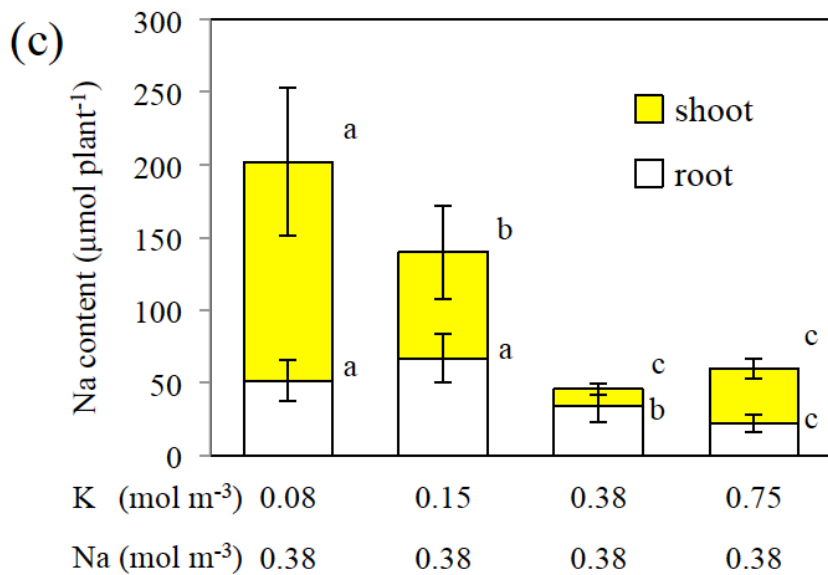 (c)
Na content (μmol plant-1)
300
250
200
150
100
50
0
shoot
root
a
a
b
a
c
b
c
c
K (mol m-3) 0.08 0.15 0.38 0.75
Na (mol m-3) 0.38 0.38 0.38 0.38